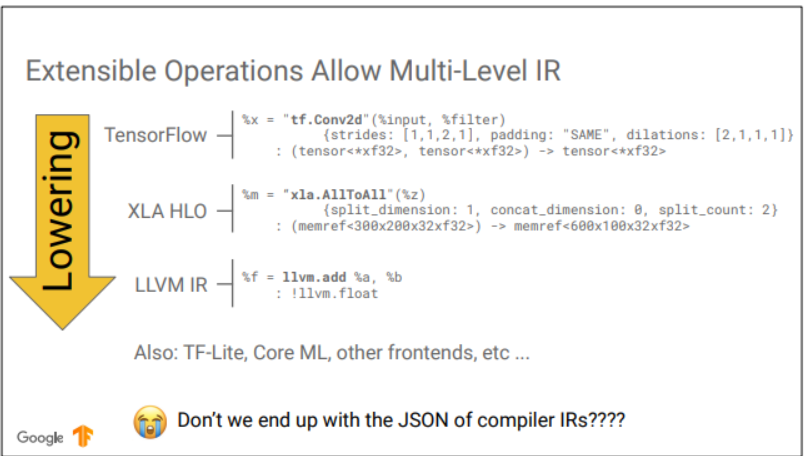 Extensible Operations Allow Multi-Level IR
Lowering
TensorFlow
%x = "tf.Conv2d"(%input, %filter)
{strides: [1,1,2,1], padding: "SAME", dilations: [2,1,1,1]}
: (tensor<*xf32>, tensor<*xf32>) -> tensor<*xf32>
XLA HLO
%m = "xla.AllToAll"(%z)
{split_dimension: 1, concat_dimension: 0, split_count: 2}
: (memref<300x200x32xf32>) -> memref<600x100x32xf32>
LLVM IR
%f = llvm.add %a, %b
: !llvm.float
Also: TF-Lite, Core ML, other frontends, etc ...
Don't we end up with the JSON of compiler IRs????
Google